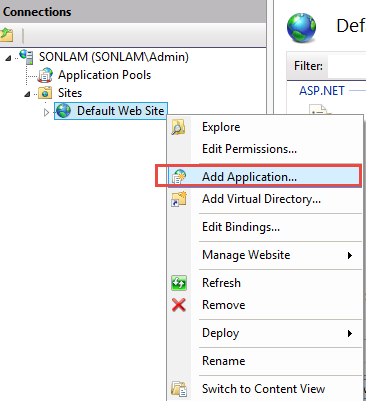 Connections
SONLAM (SONLAM\Admin)
Application Pools
Sites
Default Web Site
Filter:
ASP.NET
Explore
Edit Permissions...
Add Application...
Add Virtual Directory...
Edit Bindings...
Manage Website
Refresh
Remove
Deploy
Rename
Switch to Content View